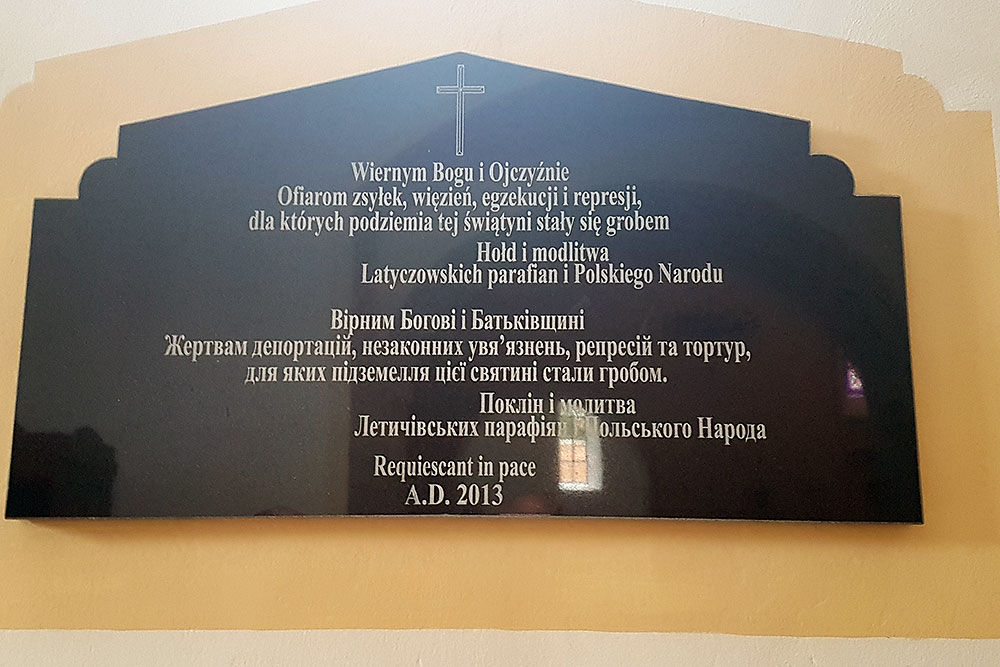 Wiernym Bogu i Ojczyźnie
Ofiarom zsyłek, więzień, egzekucji i represji,
dla których podziemia tej świątyni stały się grobem
Hołd i modlitwa
Latyczowskich parafian i Polskiego Narodu
Вірним Богові і Батьківщині
Жертвам депортацій, незаконних ув’язнень, репресій та тортур,
для яких підземелля цієї святині стали гробом.
Поклін і молитва
Летичівських парафіян і Польського Народа
Requiescant in pace
A.D. 2013